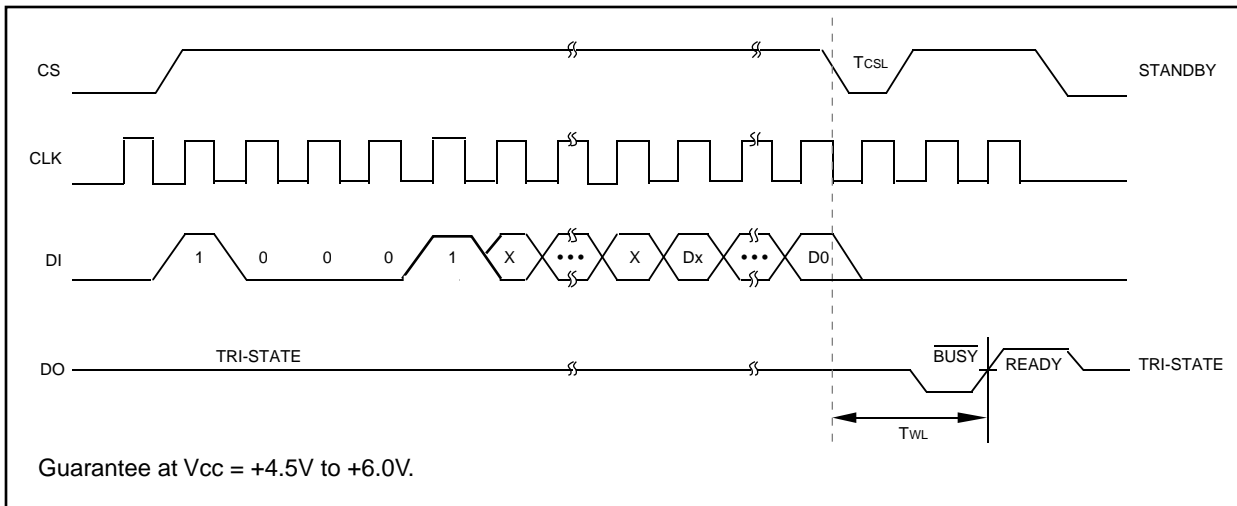 CS
TCSL
STANDBY
CLK
DI
1 0 0 0 1 X ••• X Dx ••• D0
TRI-STATE
BUSY
READY
DO
TRI-STATE
TWL
Guarantee at Vcc = +4.5V to +6.0V.